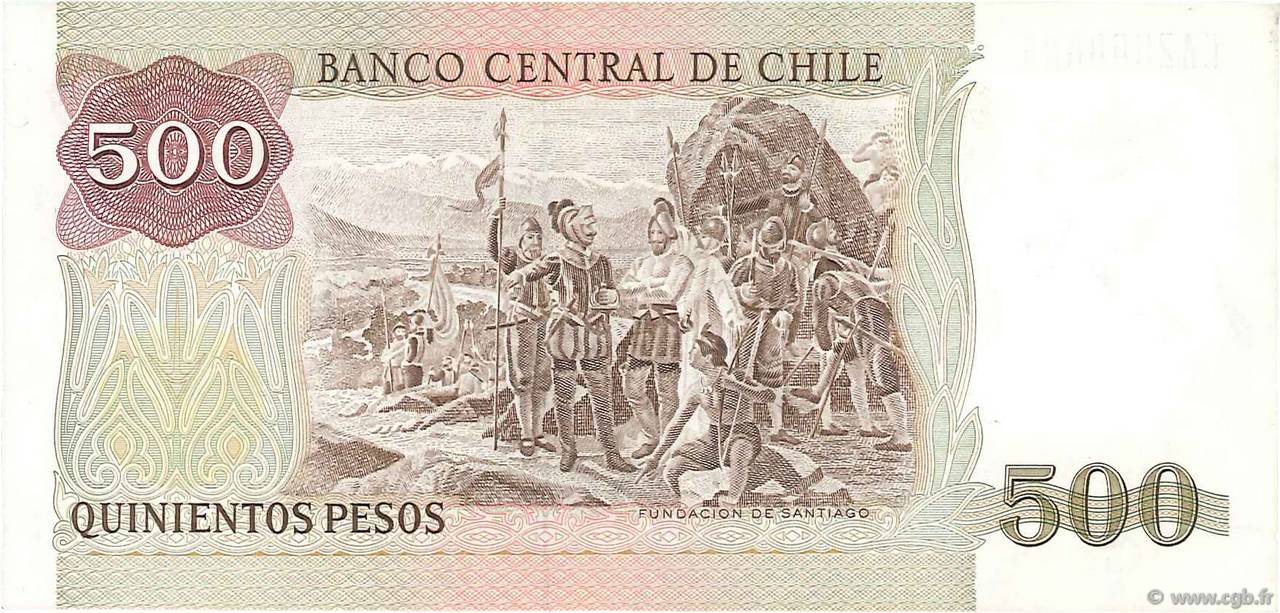 BANCO CENTRAL DE CHILE
500
QUINIENTOS PESOS
FUNDACION DE SANTIAGO
500
© www.cgb.fr